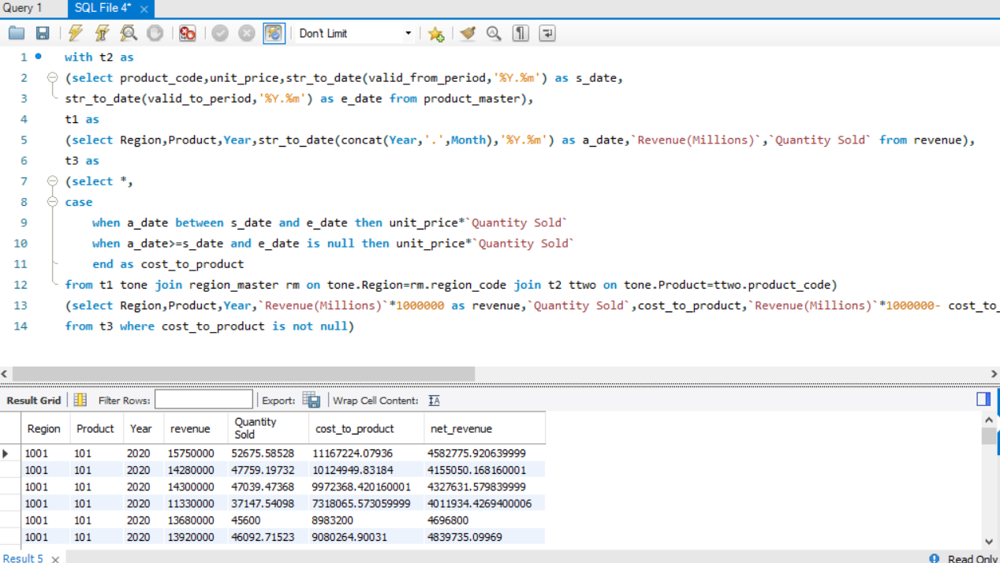 Query 1
SQL File 4*
Don't Limit
1 with t2 as
2 (select product_code,unit_price,str_to_date(valid_from_period,'%Y.%m') as s_date,
3 str_to_date(valid_to_period,'%Y.%m') as e_date from product_master),
4 t1 as
5 (select Region,Product,Year,str_to_date(concat(Year,'.',Month),'%Y.%m') as a_date,`Revenue(Millions)`,`Quantity Sold` from revenue),
6 t3 as
7 (select *,
8 case
9 when a_date between s_date and e_date then unit_price*`Quantity Sold`
10 when a_date>=s_date and e_date is null then unit_price*`Quantity Sold`
11 end as cost_to_product
12 from t1 tone join region_master rm on tone.Region=rm.region_code join t2 ttwo on tone.Product=ttwo.product_code)
13 (select Region,Product,Year,`Revenue(Millions)`*1000000 as revenue,`Quantity Sold`,cost_to_product,`Revenue(Millions)`*1000000- cost_to_
14 from t3 where cost_to_product is not null)
Result Grid Filter Rows: Export: Wrap Cell Content:
Region Product Year revenue Quantity Sold cost_to_product net_revenue
1001 101 2020 15750000 52675.58528 11167224.07936 4582775.920639999
1001 101 2020 14280000 47759.19732 10124949.83184 4155050.168160001
1001 101 2020 14300000 47039.47368 9972368.420160001 4327631.579839999
1001 101 2020 11330000 37147.54098 7318065.573059999 4011934.4269400006
1001 101 2020 13680000 45600 8983200 4696800
1001 101 2020 13920000 46092.71523 9080264.90031 4839735.09969
Result 5
Read Only